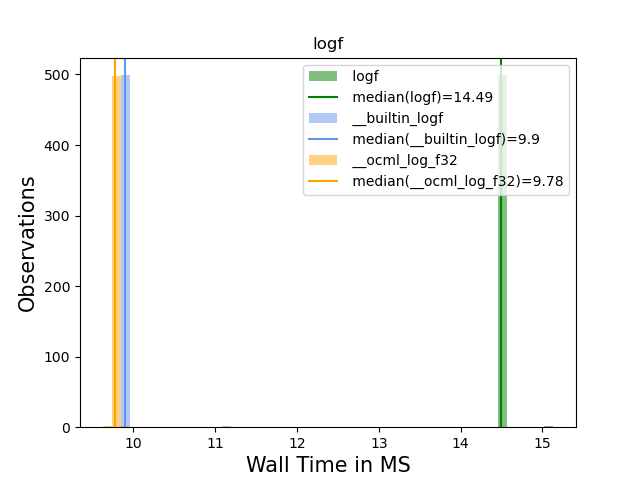 logf
500
400
300
200
100
0
Observations
logf
median(logf)=14.49
__builtin_logf
median(__builtin_logf)=9.9
__ocml_log_f32
median(__ocml_log_f32)=9.78
10 11 12 13 14 15
Wall Time in MS